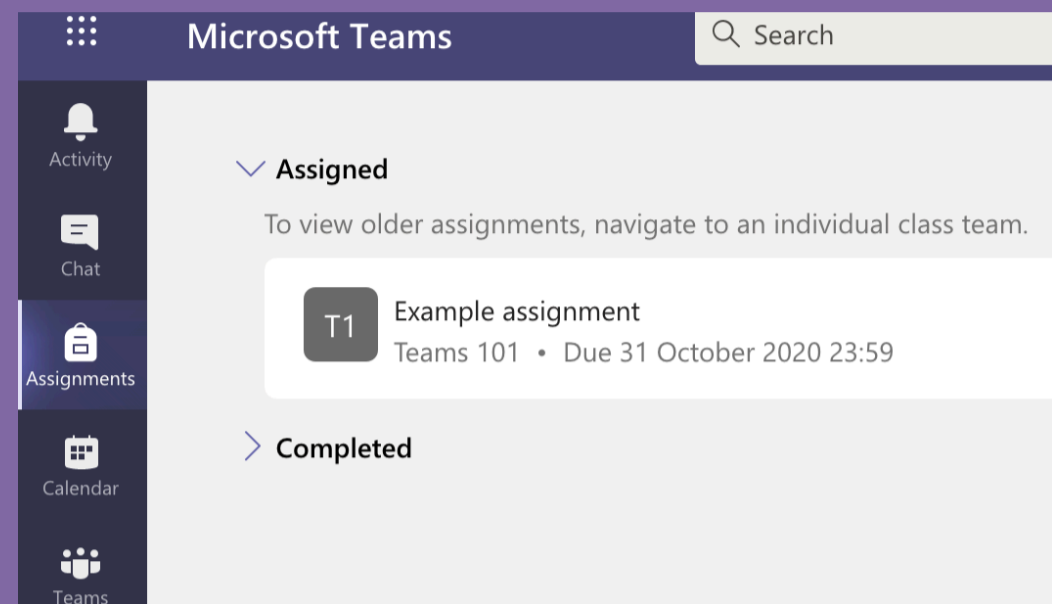 Microsoft Teams
Search
Activity
Chat
Assignments
Calendar
Teams
Assigned
To view older assignments, navigate to an individual class team.
T1
Example assignment
Teams 101 • Due 31 October 2020 23:59
Completed